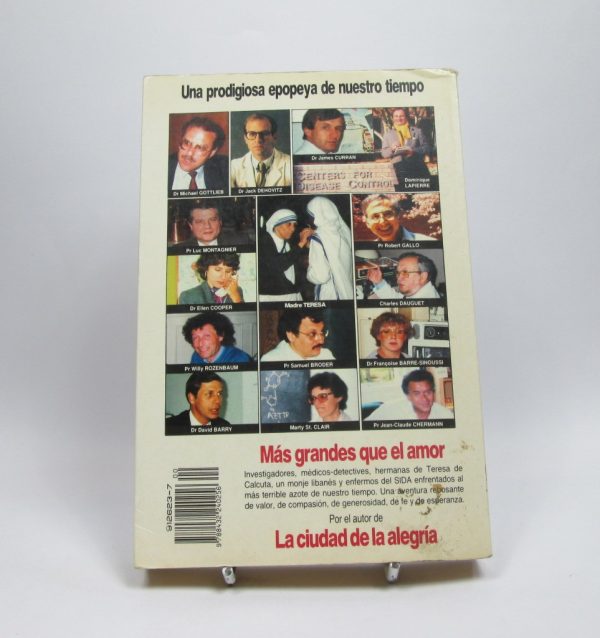 Una prodigiosa epopeya de nuestro tiempo
Dr Michael GOTTLIEB
Dr Jack DEHOVITZ
Dr James CURRAN
CENTERS FOR
DISEASE CONTROL
Dominique
LAPIERRE
Pr Luc MONTAGNIER
Madre TERESA
Pr Robert GALLO
Dr Ellen COOPER
Charles DAUGUET
Pr Willy ROZENBAUM
Pr Samuel BRODER
Dr Françoise BARRE-SINOUSSI
Dr David BARRY
Marty St. CLAIR
Pr Jean-Claude CHERMANN
Más grandes que el amor
Investigadores, médicos-detectives, hermanas de Teresa de
Calcuta, un monje libanés y enfermos del SIDA enfrentados al
más terrible azote de nuestro tiempo. Una aventura rebosante
de valor, de compasión, de generosidad, de fe y de esperanza.
Por el autor de
La ciudad de la alegría
912623-7
00
9788432240256